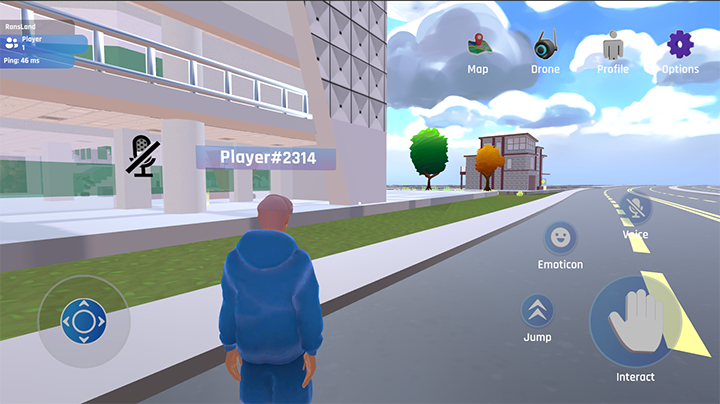 RonsLand
Player
1
Ping: 46 ms
Map
Drone
Profile
Options
Player#2314
Voice
Emoticon
Jump
Interact